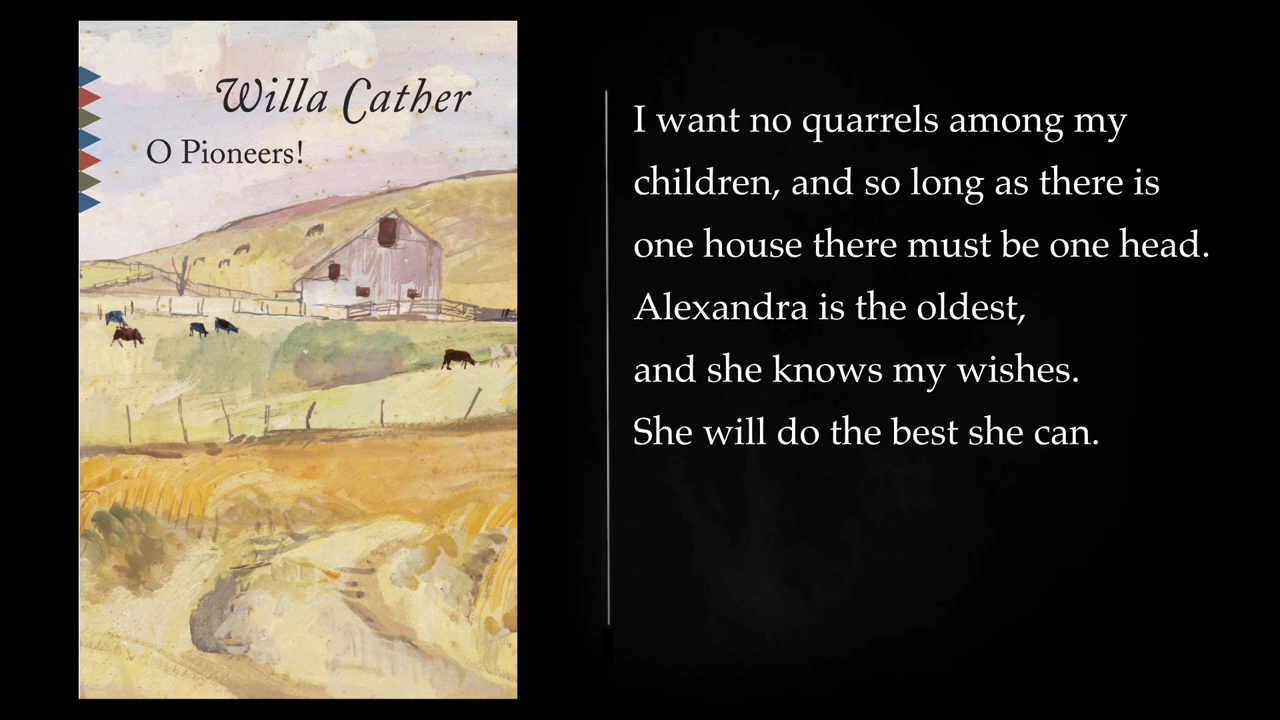 Willa Cather
O Pioneers!
I want no quarrels among my
children, and so long as there is
one house there must be one head.
Alexandra is the oldest,
and she knows my wishes.
She will do the best she can.